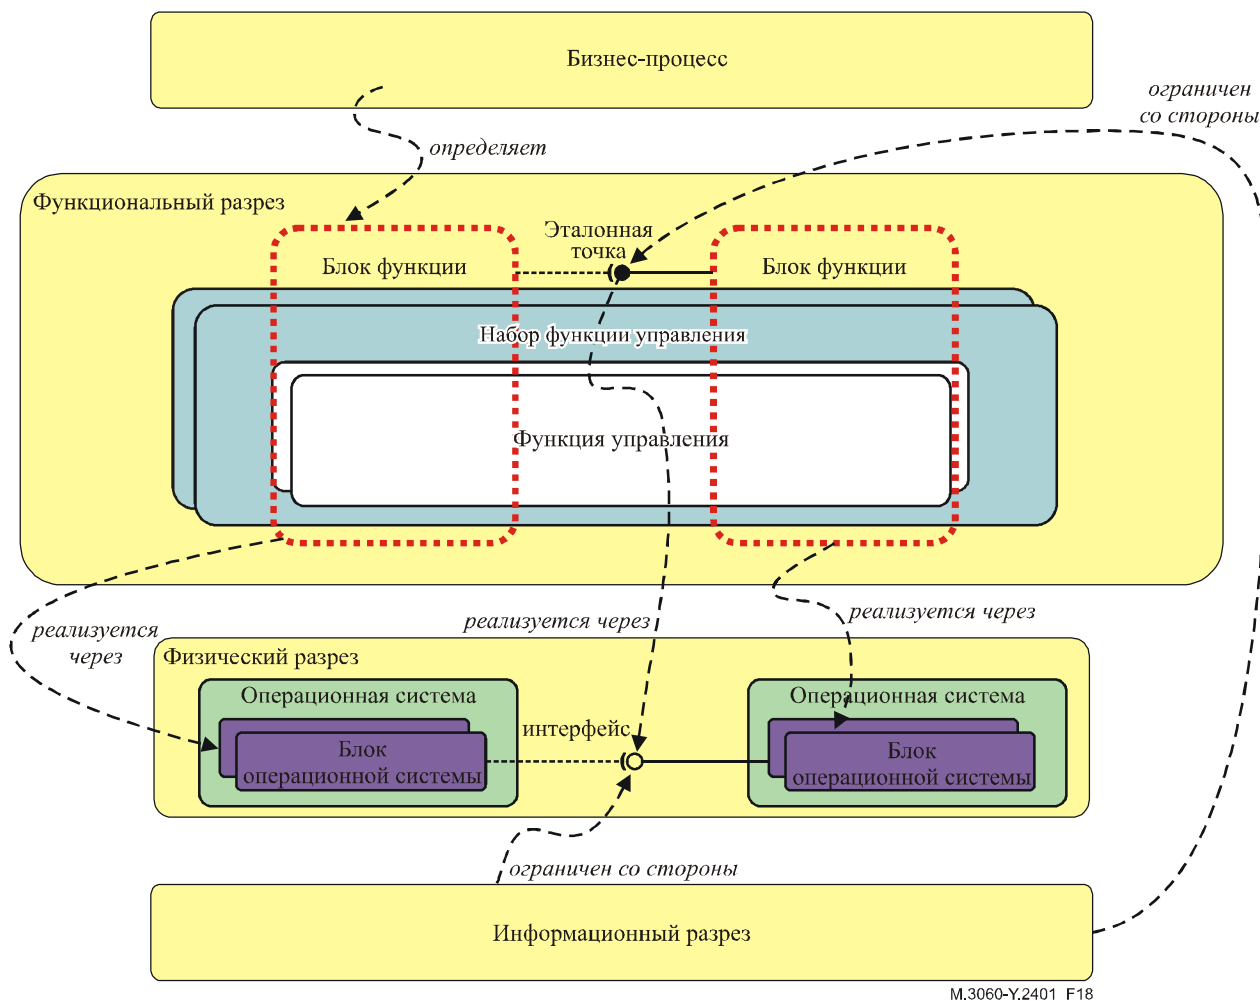 Бизнес-процесс
ограничен
со стороны
определяет
Функциональный разрез
Эталонная
точка
Блок функции
Блок функции
Набор функции управления
Функция управления
реализуется
через
реализуется через
реализуется через
Физический разрез
Операционная система
Операционная система
интерфейс
Блок
операционной системы
Блок
операционной системы
ограничен со стороны
Информационный разрез
M.3060-Y.2401_F18